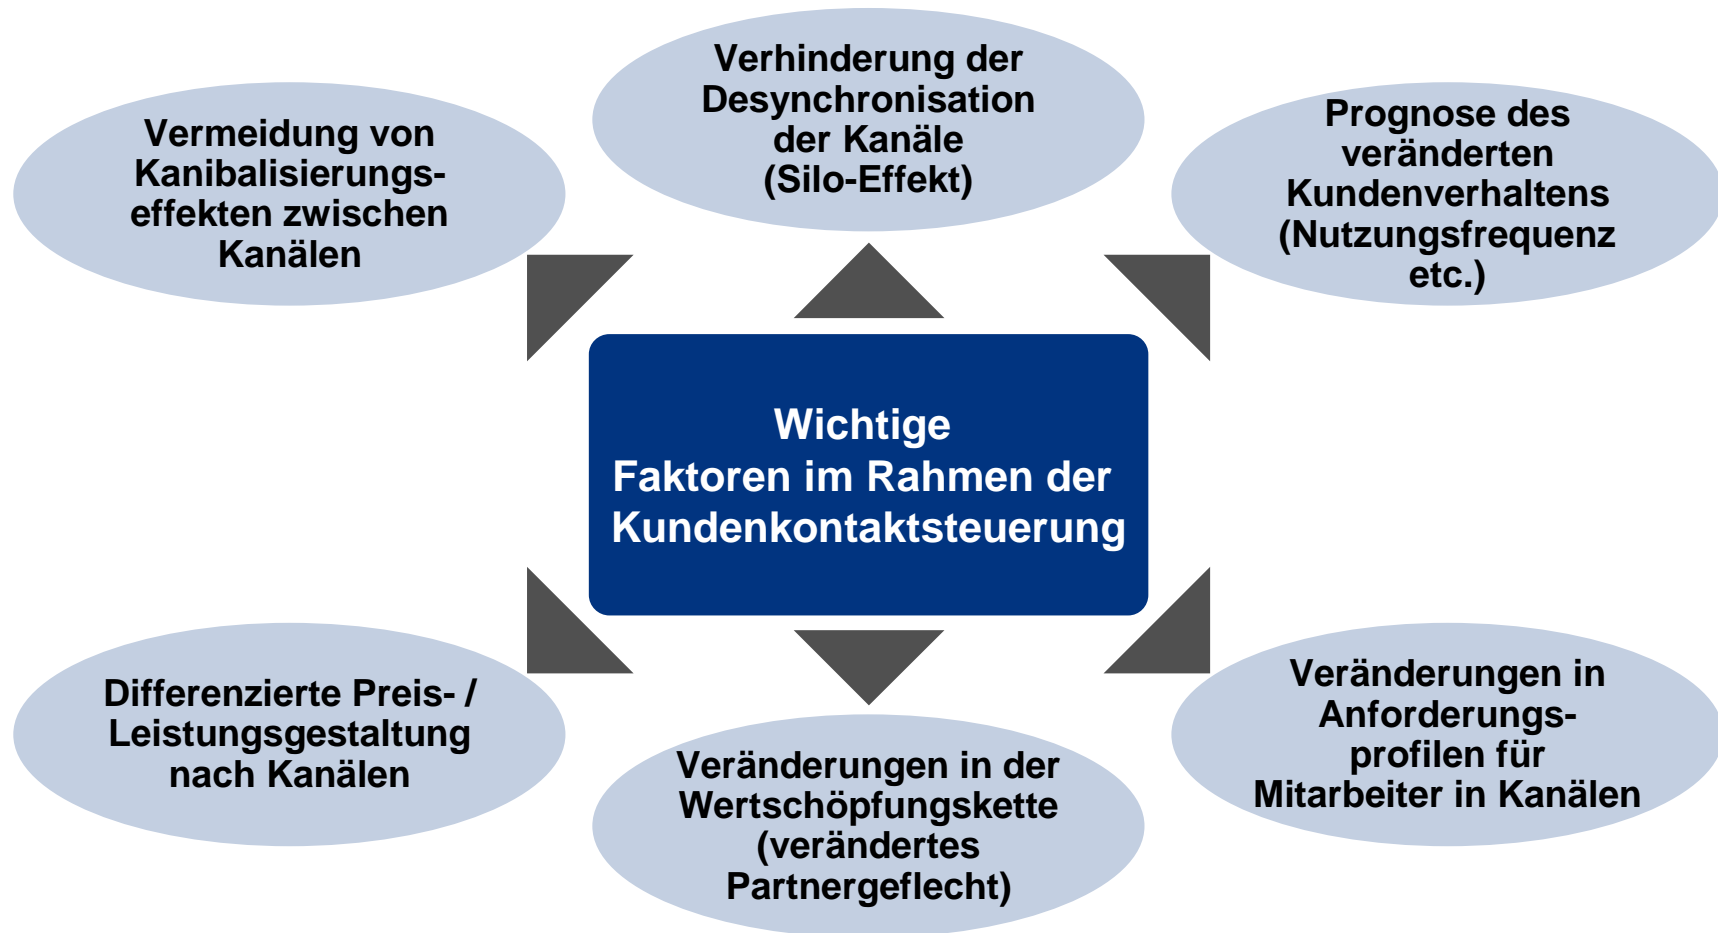 Vermeidung von
Kanibalisierungs-
effekten zwischen
Kanälen
Verhinderung der
Desynchronisation
der Kanäle
(Silo-Effekt)
Prognose des
veränderten
Kundenverhaltens
(Nutzungsfrequenz
etc.)
Wichtige
Faktoren im Rahmen der
Kundenkontaktsteuerung
Differenzierte Preis- /
Leistungsgestaltung
nach Kanälen
Veränderungen in der
Wertschöpfungskette
(verändertes
Partnergeflecht)
Veränderungen in
Anforderungs-
profilen für
Mitarbeiter in Kanälen